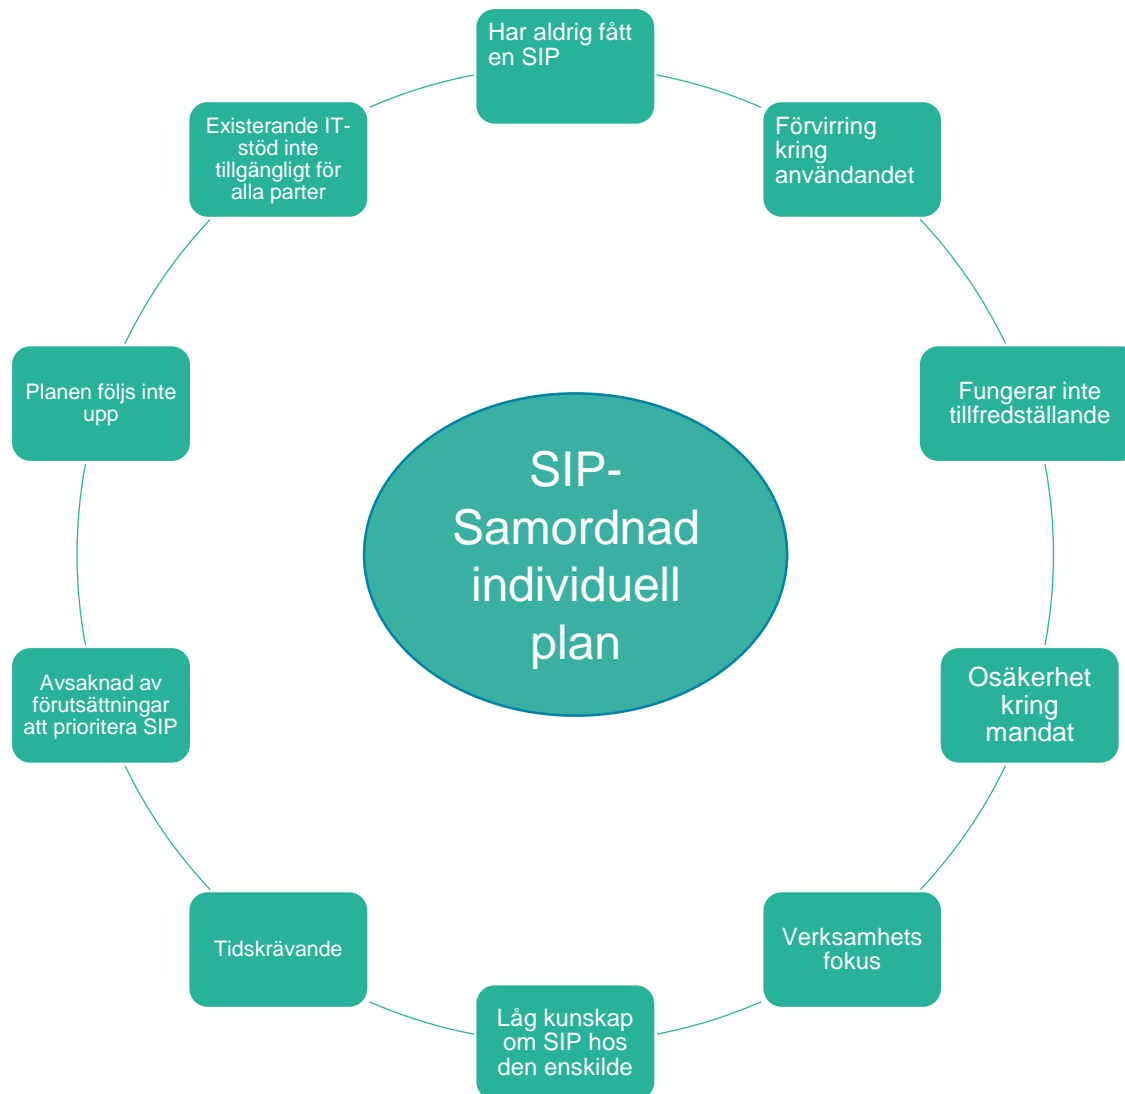 Har aldrig fått
en SIP
Förvirring
kring
användandet
Fungerar inte
tillfredställande
Osäkerhet
kring
mandat
Verksamhets
fokus
Låg kunskap
om SIP hos
den enskilde
Tidskrävande
Avsaknad av
förutsättningar
att prioritera SIP
Planen följs inte
upp
Existerande IT-
stöd inte
tillgängligt för
alla parter
SIP-
Samordnad
individuell
plan